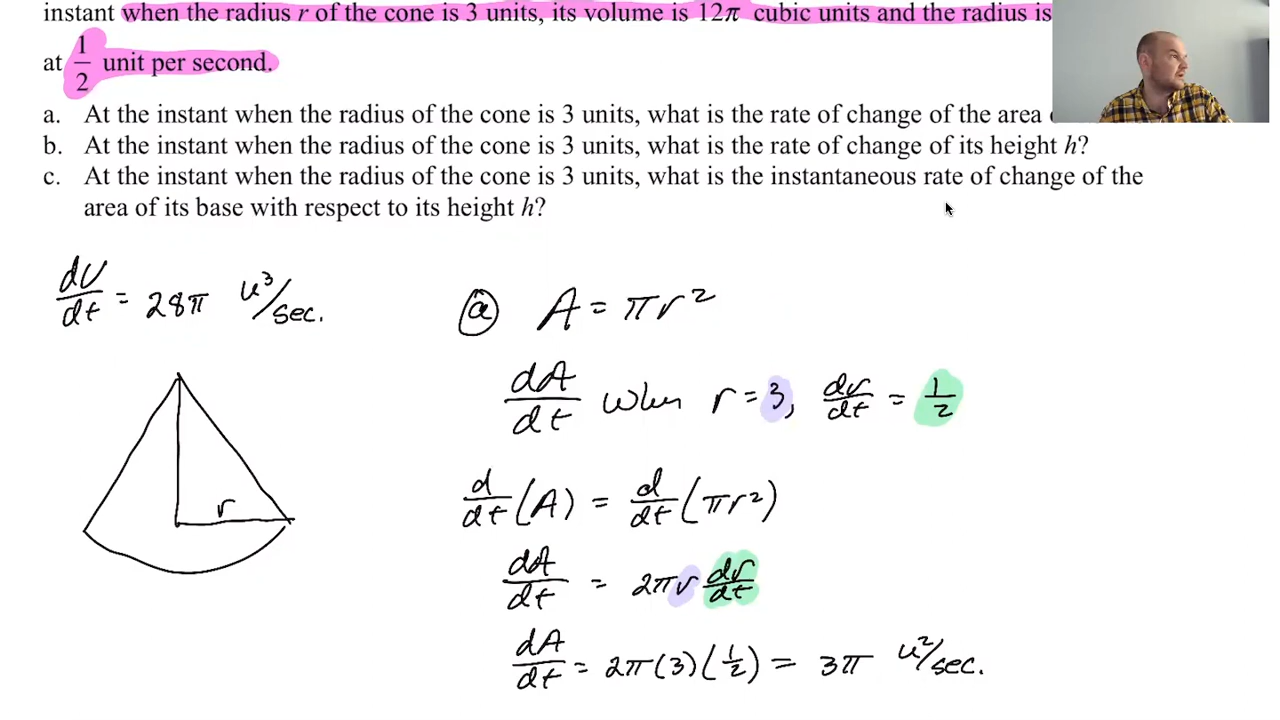 instant when the radius r of the cone is 3 units, its volume is 12π cubic units and the radius is
at 1/2 unit per second.
a. At the instant when the radius of the cone is 3 units, what is the rate of change of the area
b. At the instant when the radius of the cone is 3 units, what is the rate of change of its height h?
c. At the instant when the radius of the cone is 3 units, what is the instantaneous rate of change of the
area of its base with respect to its height h?
dV/dt = 28π u³/sec.
r
ⓐ A = πr²
dA/dt when r = 3, dr/dt = 1/2
d/dt (A) = d/dt (πr²)
dA/dt = 2πr dr/dt
dA/dt = 2π(3)(1/2) = 3π u²/sec.